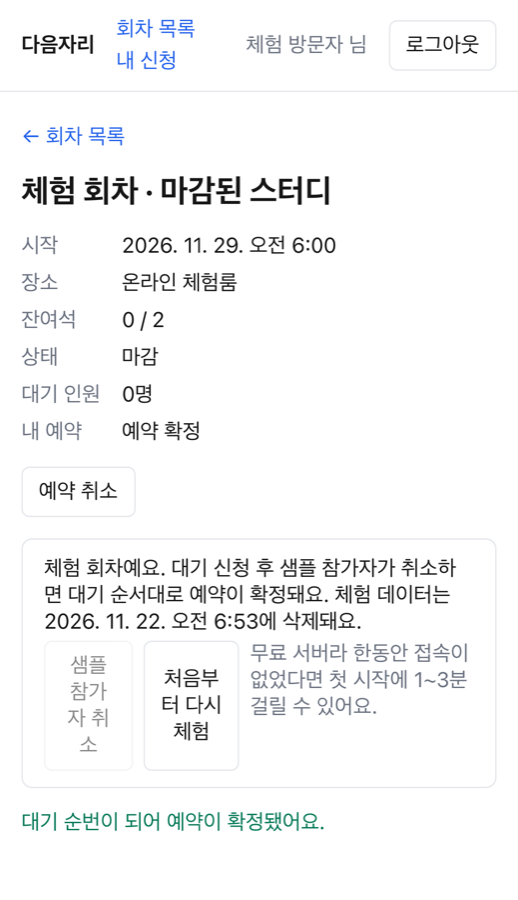 다음자리
회차 목록
내 신청
체험 방문자 님
로그아웃
← 회차 목록
체험 회차 · 마감된 스터디
시작 2026. 11. 29. 오전 6:00
장소 온라인 체험룸
잔여석 0 / 2
상태 마감
대기 인원 0명
내 예약 예약 확정
예약 취소
체험 회차예요. 대기 신청 후 샘플 참가자가 취소하
면 대기 순서대로 예약이 확정돼요. 체험 데이터는
2026. 11. 22. 오전 6:53에 삭제돼요.
샘플
참가
자 취
소
처음부
터 다시
체험
무료 서버라 한동안 접속이
없었다면 첫 시작에 1~3분
걸릴 수 있어요.
대기 순번이 되어 예약이 확정됐어요.